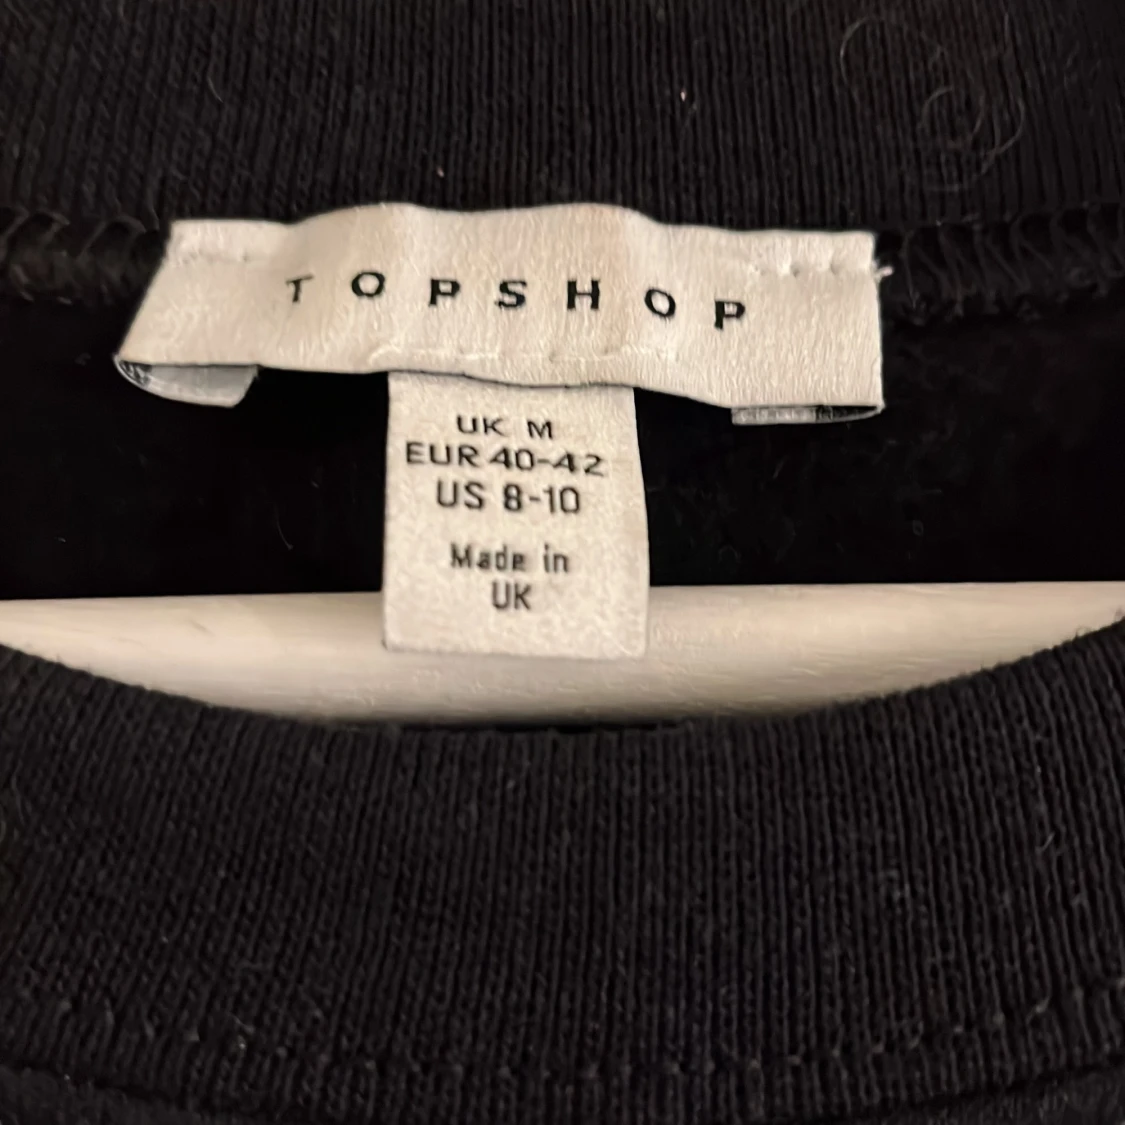 TOPSHOP
UK M
EUR 40-42
US 8-10
Made in
UK